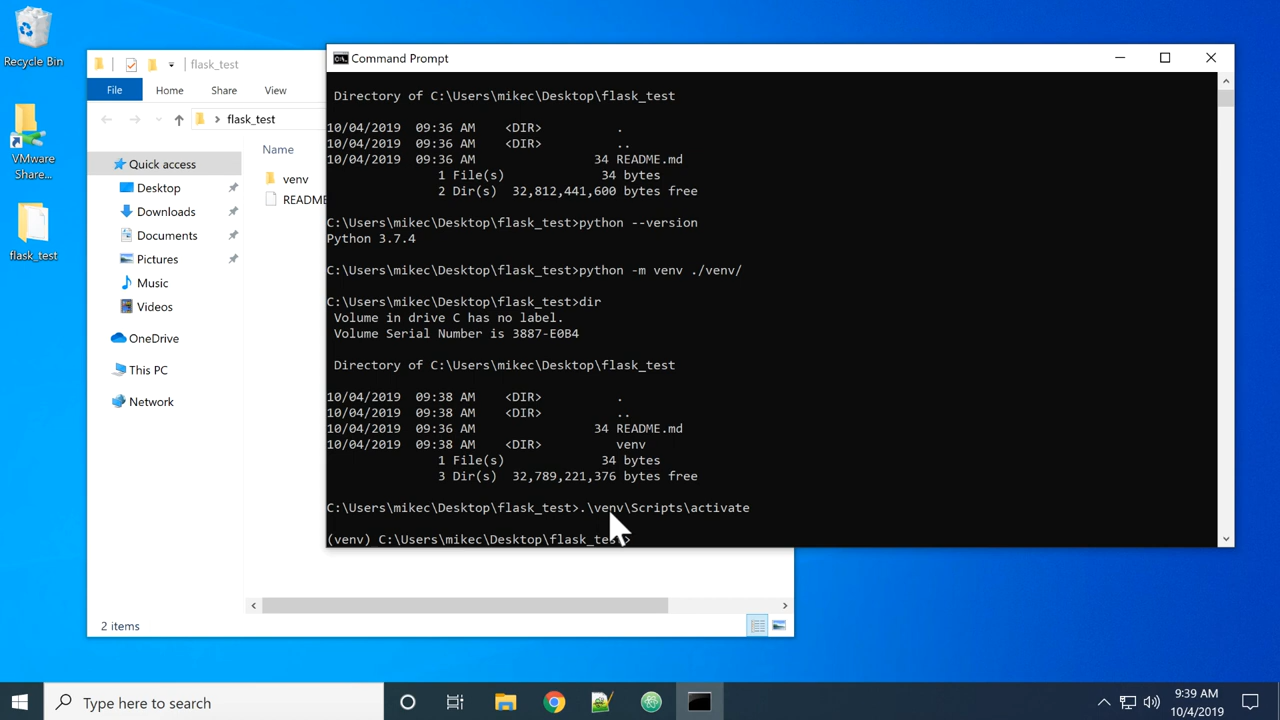 Recycle Bin
VMware
Share...
flask_test
flask_test
File
Home
Share
View
flask_test
Name
Quick access
Desktop
Downloads
Documents
Pictures
Music
Videos
OneDrive
This PC
Network
venv
2 items
Command Prompt
Directory of C:\Users\mikec\Desktop\flask_test
10/04/2019 09:36 AM <DIR> .
10/04/2019 09:36 AM <DIR> ..
10/04/2019 09:36 AM 34 README.md
1 File(s) 34 bytes
2 Dir(s) 32,812,441,600 bytes free
C:\Users\mikec\Desktop\flask_test>python --version
Python 3.7.4
C:\Users\mikec\Desktop\flask_test>python -m venv ./venv/
C:\Users\mikec\Desktop\flask_test>dir
Volume in drive C has no label.
Volume Serial Number is 3887-E0B4
Directory of C:\Users\mikec\Desktop\flask_test
10/04/2019 09:38 AM <DIR> .
10/04/2019 09:38 AM <DIR> ..
10/04/2019 09:36 AM 34 README.md
10/04/2019 09:38 AM <DIR> venv
1 File(s) 34 bytes
3 Dir(s) 32,789,221,376 bytes free
C:\Users\mikec\Desktop\flask_test>.\venv\Scripts\activate
(venv) C:\Users\mikec\Desktop\flask_test>
Type here to search
9:39 AM
10/4/2019